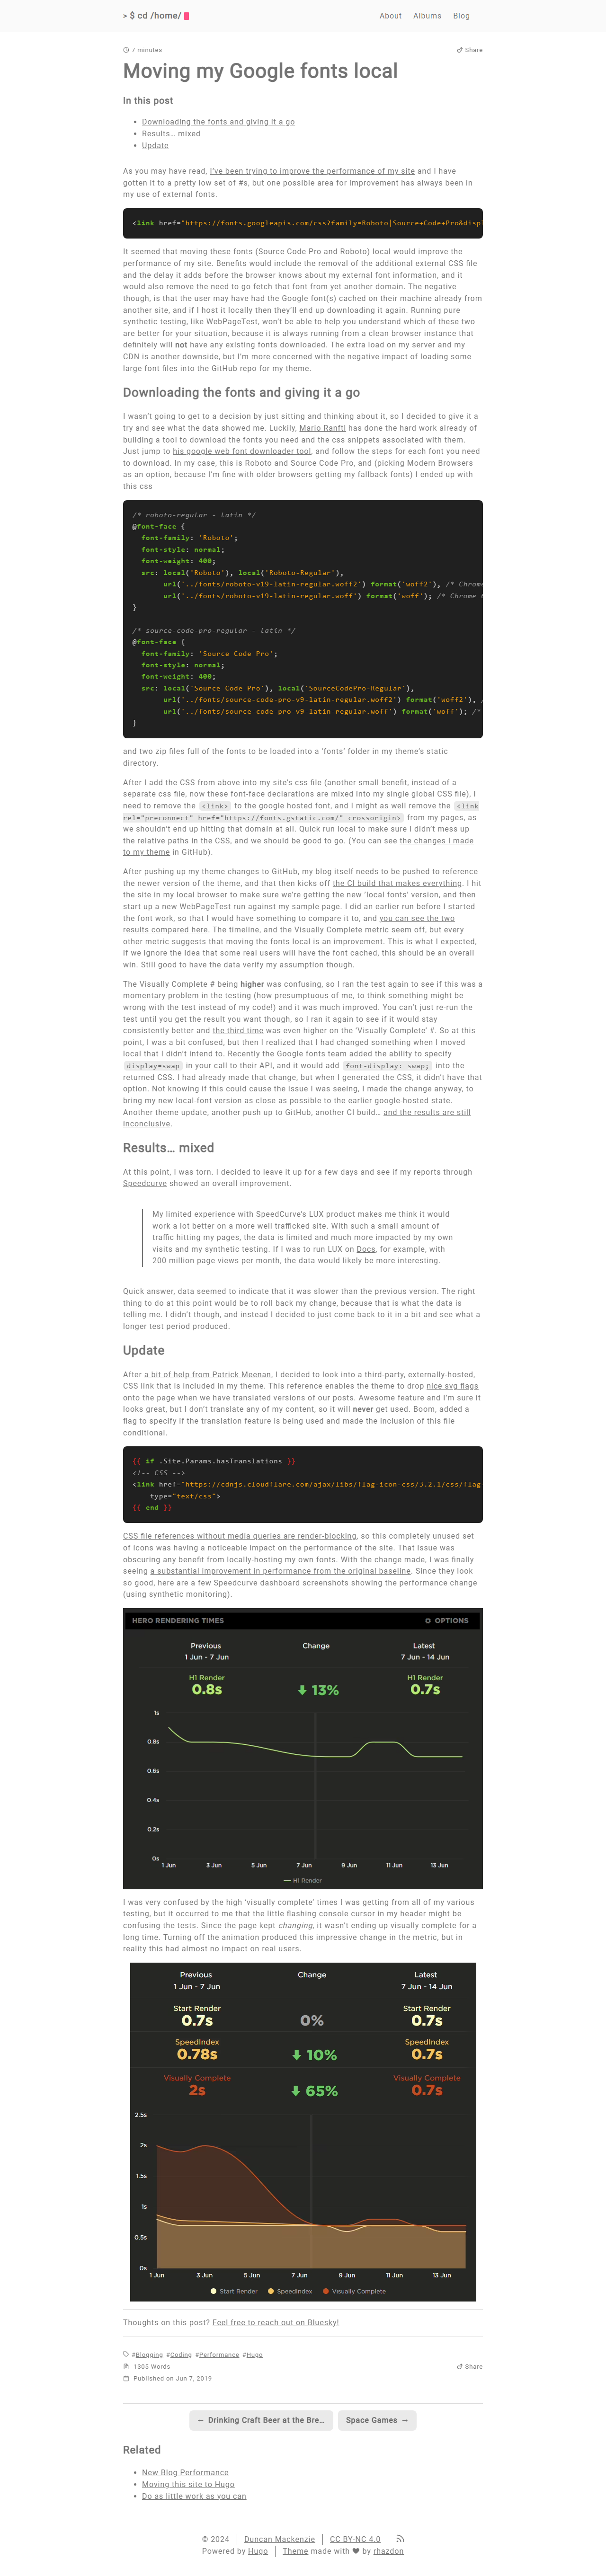 > $ cd /home/
About
Albums
Blog
7 minutes
Share
Moving my Google fonts local
In this post
Downloading the fonts and giving it a go
Results… mixed
Update
As you may have read, I've been trying to improve the performance of my site and I have
gotten it to a pretty low set of #s, but one possible area for improvement has always been in
my use of external fonts.
<link href="https://fonts.googleapis.com/css?family=Roboto|Source+Code+Pro&displ
It seemed that moving these fonts (Source Code Pro and Roboto) local would improve the
performance of my site. Benefits would include the removal of the additional external CSS file
and the delay it adds before the browser knows about my external font information, and it
would also remove the need to go fetch that font from yet another domain. The negative
though, is that the user may have had the Google font(s) cached on their machine already from
another site, and if I host it locally then they'll end up downloading it again. Running pure
synthetic testing, like WebPageTest, won't be able to help you understand which of these two
are better for your situation, because it is always running from a clean browser instance that
definitely will not have any existing fonts downloaded. The extra load on my server and my
CDN is another downside, but I'm more concerned with the negative impact of loading some
large font files into the GitHub repo for my theme.
Downloading the fonts and giving it a go
I wasn't going to get to a decision by just sitting and thinking about it, so I decided to give it a
try and see what the data showed me. Luckily, Mario Ranftl has done the hard work already of
building a tool to download the fonts you need and the css snippets associated with them.
Just jump to his google web font downloader tool, and follow the steps for each font you need
to download. In my case, this is Roboto and Source Code Pro, and (picking Modern Browsers
as an option, because I'm fine with older browsers getting my fallback fonts) I ended up with
this css
/* roboto-regular - latin */
@font-face {
font-family: 'Roboto';
font-style: normal;
font-weight: 400;
src: local('Roboto'), local('Roboto-Regular'),
url('../fonts/roboto-v19-latin-regular.woff2') format('woff2'), /* Chrome
url('../fonts/roboto-v19-latin-regular.woff') format('woff'); /* Chrome
}
/* source-code-pro-regular - latin */
@font-face {
font-family: 'Source Code Pro';
font-style: normal;
font-weight: 400;
src: local('Source Code Pro'), local('SourceCodePro-Regular'),
url('../fonts/source-code-pro-v9-latin-regular.woff2') format('woff2'), /
url('../fonts/source-code-pro-v9-latin-regular.woff') format('woff'); /*
}
and two zip files full of the fonts to be loaded into a 'fonts' folder in my theme's static
directory.
After I add the CSS from above into my site's css file (another small benefit, instead of a
separate css file, now these font-face declarations are mixed into my single global CSS file), I
need to remove the <link> to the google hosted font, and I might as well remove the <link
rel="preconnect" href="https://fonts.gstatic.com/" crossorigin> from my pages, as
we shouldn't end up hitting that domain at all. Quick run local to make sure I didn't mess up
the relative paths in the CSS, and we should be good to go. (You can see the changes I made
to my theme in GitHub).
After pushing up my theme changes to GitHub, my blog itself needs to be pushed to reference
the newer version of the theme, and that then kicks off the CI build that makes everything. I hit
the site in my local browser to make sure we're getting the new 'local fonts' version, and then
start up a new WebPageTest run against my sample page. I did an earlier run before I started
the font work, so that I would have something to compare it to, and you can see the two
results compared here. The timeline, and the Visually Complete metric seem off, but every
other metric suggests that moving the fonts local is an improvement. This is what I expected,
if we ignore the idea that some real users will have the font cached, this should be an overall
win. Still good to have the data verify my assumption though.
The Visually Complete # being higher was confusing, so I ran the test again to see if this was a
momentary problem in the testing (how presumptuous of me, to think something might be
wrong with the test instead of my code!) and it was much improved. You can't just re-run the
test until you get the result you want though, so I ran it again to see if it would stay
consistently better and the third time was even higher on the 'Visually Complete' #. So at this
point, I was a bit confused, but then I realized that I had changed something when I moved
local that I didn't intend to. Recently the Google fonts team added the ability to specify
display=swap in your call to their API, and it would add font-display: swap; into the
returned CSS. I had already made that change, but when I generated the CSS, it didn't have that
option. Not knowing if this could cause the issue I was seeing, I made the change anyway, to
bring my new local-font version as close as possible to the earlier google-hosted state.
Another theme update, another push up to GitHub, another CI build… and the results are still
inconclusive.
Results… mixed
At this point, I was torn. I decided to leave it up for a few days and see if my reports through
Speedcurve showed an overall improvement.
My limited experience with SpeedCurve's LUX product makes me think it would
work a lot better on a more well trafficked site. With such a small amount of
traffic hitting my pages, the data is limited and much more impacted by my own
visits and my synthetic testing. If I was to run LUX on Docs, for example, with
200 million page views per month, the data would likely be more interesting.
Quick answer, data seemed to indicate that it was slower than the previous version. The right
thing to do at this point would be to roll back my change, because that is what the data is
telling me. I didn't though, and instead I decided to just come back to it in a bit and see what a
longer test period produced.
Update
After a bit of help from Patrick Meenan, I decided to look into a third-party, externally-hosted,
CSS link that is included in my theme. This reference enables the theme to drop nice svg flags
onto the page when we have translated versions of our posts. Awesome feature and I'm sure it
looks great, but I don't translate any of my content, so it will never get used. Boom, added a
flag to specify if the translation feature is being used and made the inclusion of this file
conditional.
{{ if .Site.Params.hasTranslations }}
<!-- CSS -->
<link href="https://cdnjs.cloudflare.com/ajax/libs/flag-icon-css/3.2.1/css/flag-
type="text/css">
{{ end }}
CSS file references without media queries are render-blocking, so this completely unused set
of icons was having a noticeable impact on the performance of the site. That issue was
obscuring any benefit from locally-hosting my own fonts. With the change made, I was finally
seeing a substantial improvement in performance from the original baseline. Since they look
so good, here are a few Speedcurve dashboard screenshots showing the performance change
(using synthetic monitoring).
HERO RENDERING TIMES
OPTIONS
Previous
1 Jun - 7 Jun
Change
Latest
7 Jun - 14 Jun
H1 Render
0.8s
13%
H1 Render
0.7s
1s
0.8s
0.6s
0.4s
0.2s
0s
1 Jun
3 Jun
5 Jun
7 Jun
9 Jun
11 Jun
13 Jun
H1 Render
I was very confused by the high 'visually complete' times I was getting from all of my various
testing, but it occurred to me that the little flashing console cursor in my header might be
confusing the tests. Since the page kept changing, it wasn't ending up visually complete for a
long time. Turning off the animation produced this impressive change in the metric, but in
reality this had almost no impact on real users.
Previous
1 Jun - 7 Jun
Change
Latest
7 Jun - 14 Jun
Start Render
0.7s
0%
Start Render
0.7s
SpeedIndex
0.78s
10%
SpeedIndex
0.7s
Visually Complete
2s
65%
Visually Complete
0.7s
2.5s
2s
1.5s
1s
0.5s
0s
1 Jun
3 Jun
5 Jun
7 Jun
9 Jun
11 Jun
13 Jun
Start Render
SpeedIndex
Visually Complete
Thoughts on this post? Feel free to reach out on Bluesky!
#Blogging #Coding #Performance #Hugo
1305 Words
Share
Published on Jun 7, 2019
← Drinking Craft Beer at the Bre…
Space Games →
Related
New Blog Performance
Moving this site to Hugo
Do as little work as you can
© 2024 | Duncan Mackenzie | CC BY-NC 4.0 |
Powered by Hugo | Theme made with ❤ by rhazdon